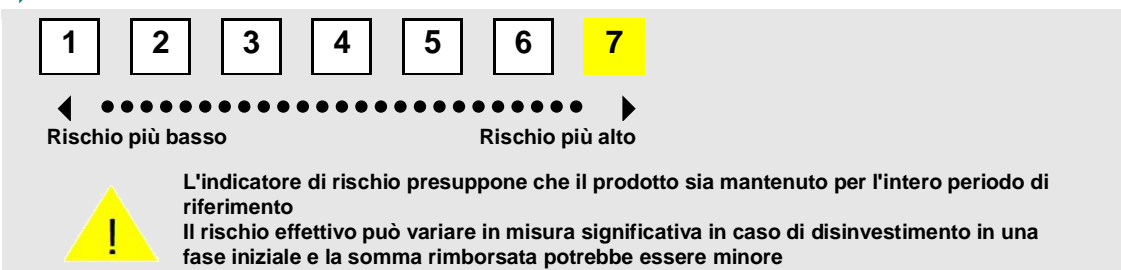 1 2 3 4 5 6 7
Rischio più basso Rischio più alto
L'indicatore di rischio presuppone che il prodotto sia mantenuto per l'intero periodo di
riferimento
Il rischio effettivo può variare in misura significativa in caso di disinvestimento in una
fase iniziale e la somma rimborsata potrebbe essere minore
!